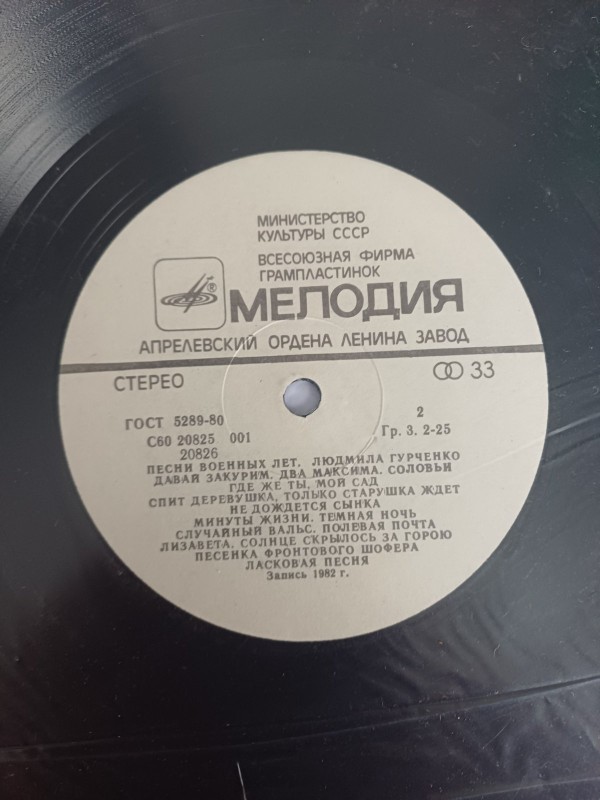 МИНИСТЕРСТВО
КУЛЬТУРЫ СССР
ВСЕСОЮЗНАЯ ФИРМА
ГРАМПЛАСТИНОК
®
МЕЛОДИЯ
АПРЕЛЕВСКИЙ ОРДЕНА ЛЕНИНА ЗАВОД
СТЕРЕО
33
ГОСТ 5289-80
2
С60 20825 001
Гр. 3. 2-25
20826
ПЕСНИ ВОЕННЫХ ЛЕТ. ЛЮДМИЛА ГУРЧЕНКО
ДАВАЙ ЗАКУРИМ. ДВА МАКСИМА. СОЛОВЬИ
ГДЕ ЖЕ ТЫ, МОЙ САД
СПИТ ДЕРЕВУШКА, ТОЛЬКО СТАРУШКА ЖДЕТ
НЕ ДОЖДЕТСЯ СЫНКА
МИНУТЫ ЖИЗНИ. ТЕМНАЯ НОЧЬ
СЛУЧАЙНЫЙ ВАЛЬС. ПОЛЕВАЯ ПОЧТА
ЛИЗАВЕТА. СОЛНЦЕ СКРЫЛОСЬ ЗА ГОРОЮ
ПЕСЕНКА ФРОНТОВОГО ШОФЕРА
ЛАСКОВАЯ ПЕСНЯ
Запись 1982 г.